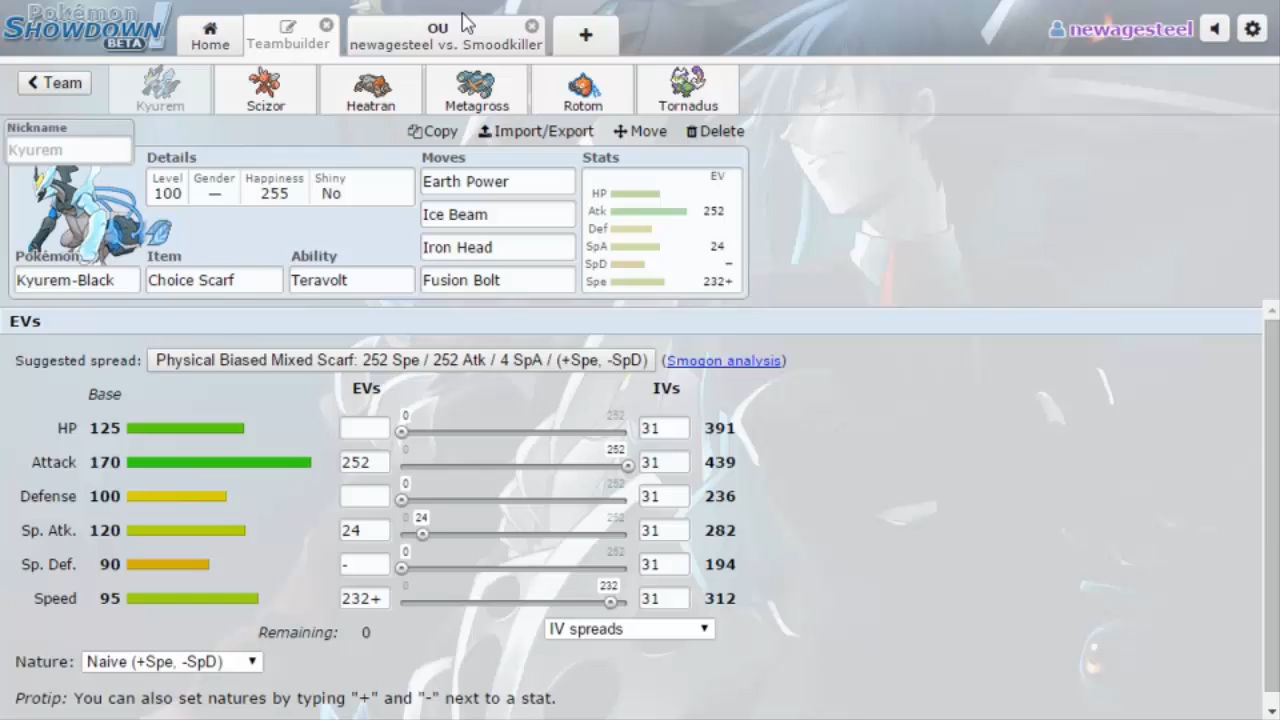 Pokémon
SHOWDOWN!
BETA
Home
Teambuilder
OU
newagesteel vs. Smoodkiller
+
newagesteel
Team
Kyurem
Scizor
Heatran
Metagross
Rotom
Tornadus
Copy
Import/Export
Move
Delete
Nickname
Kyurem
Details
Level
100
Gender
—
Happiness
255
Shiny
No
Pokémon
Kyurem-Black
Item
Choice Scarf
Ability
Teravolt
Moves
Earth Power
Ice Beam
Iron Head
Fusion Bolt
Stats
EV
HP
Atk 252
Def
SpA 24
SpD –
Spe 232+
EVs
Suggested spread: Physical Biased Mixed Scarf: 252 Spe / 252 Atk / 4 SpA / (+Spe, -SpD) (Smogon analysis)
Base EVs IVs
HP 125 0 252 31 391
Attack 170 252 0 252 31 439
Defense 100 0 252 31 236
Sp. Atk. 120 24 0 24 252 31 282
Sp. Def. 90 - 0 252 31 194
Speed 95 232+ 0 232 31 312
Remaining: 0 IV spreads
Nature: Naive (+Spe, -SpD)
Protip: You can also set natures by typing "+" and "-" next to a stat.